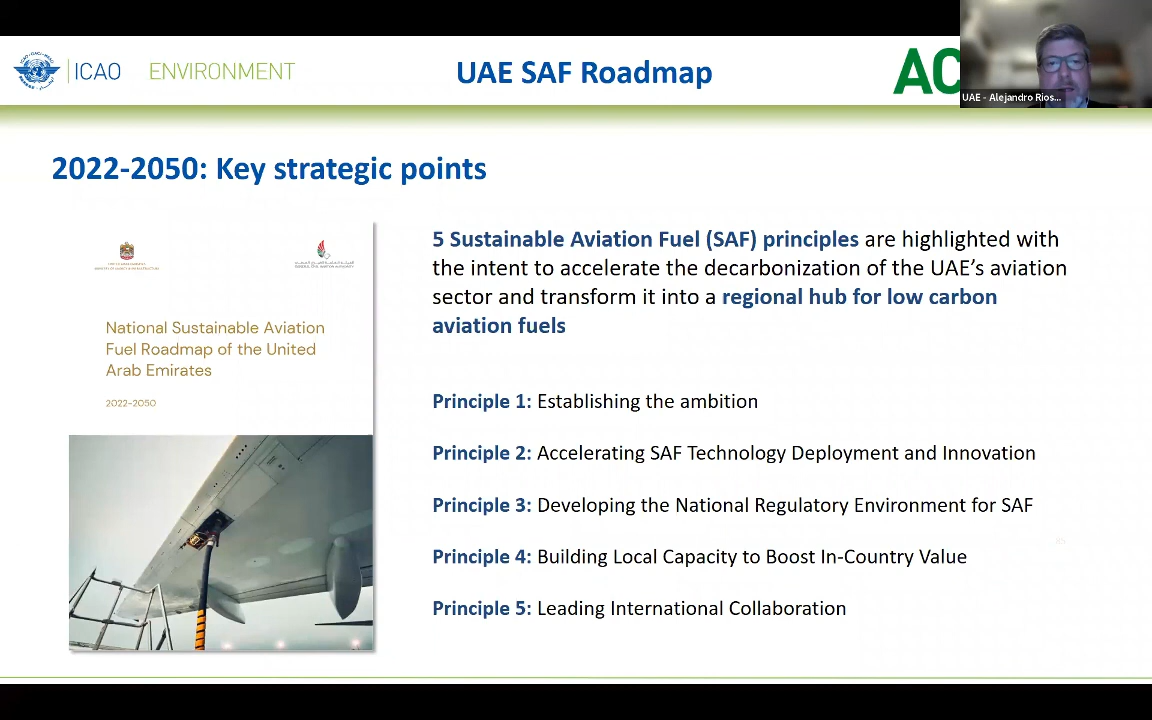 ICAO ENVIRONMENT
UAE SAF Roadmap
AC
UAE - Alejandro Rios...
2022-2050: Key strategic points
National Sustainable Aviation
Fuel Roadmap of the United
Arab Emirates
2022-2050
5 Sustainable Aviation Fuel (SAF) principles are highlighted with
the intent to accelerate the decarbonization of the UAE’s aviation
sector and transform it into a regional hub for low carbon
aviation fuels
Principle 1: Establishing the ambition
Principle 2: Accelerating SAF Technology Deployment and Innovation
Principle 3: Developing the National Regulatory Environment for SAF
Principle 4: Building Local Capacity to Boost In-Country Value
Principle 5: Leading International Collaboration